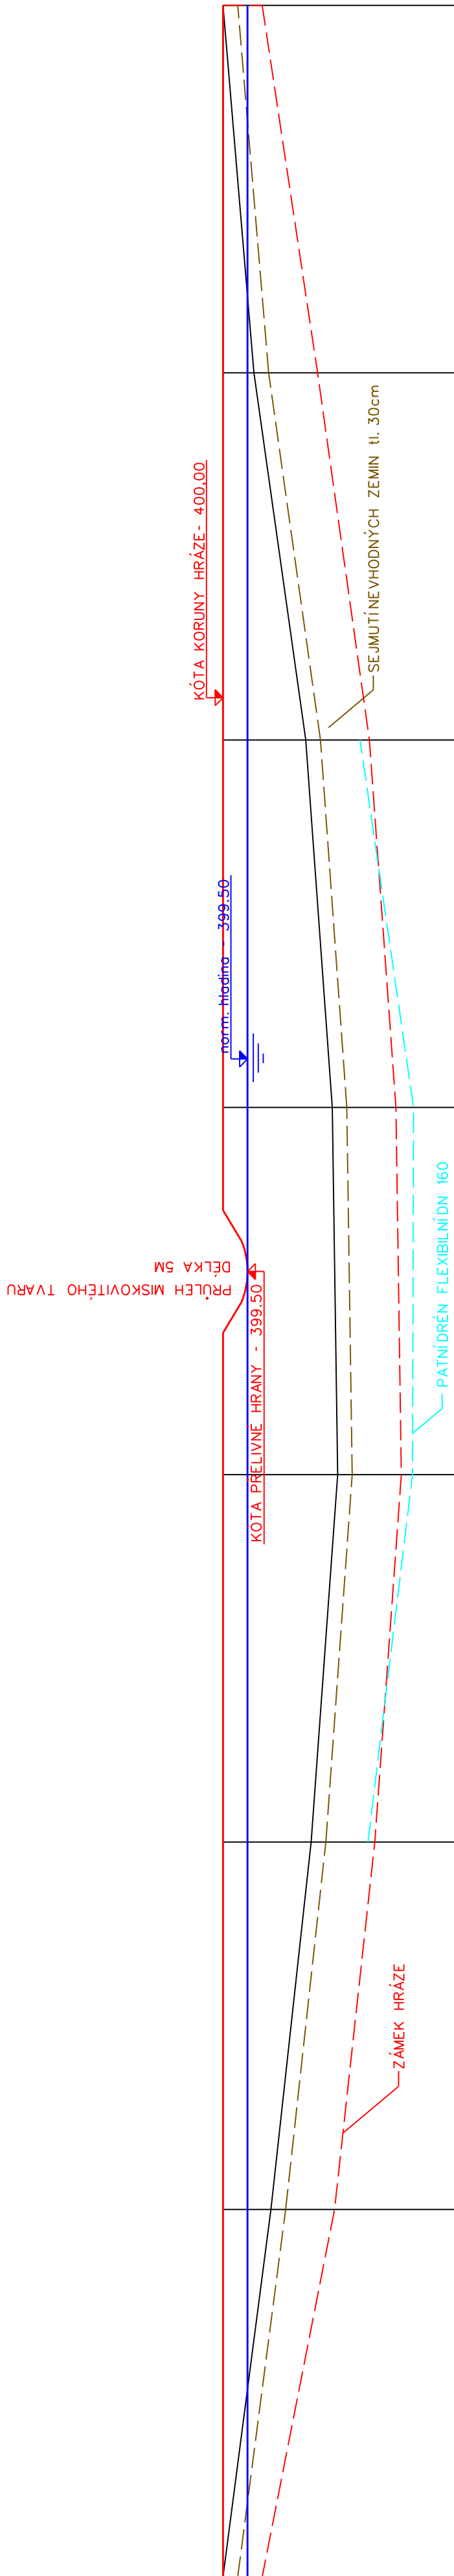 SEJMUTÍ NEVHODNÝCH ZEMIN tl. 30cm
KÓTA KORUNY HRÁZE- 400,00
norm. hladina - 399.50
PRŮLEH MISKOVITÉHO TVARU
DÉLKA 5M
KÓTA PŘELIVNÉ HRANY - 399.50
PATNÍ DRÉN FLEXIBILNÍ DN 160
ZÁMEK HRÁZE